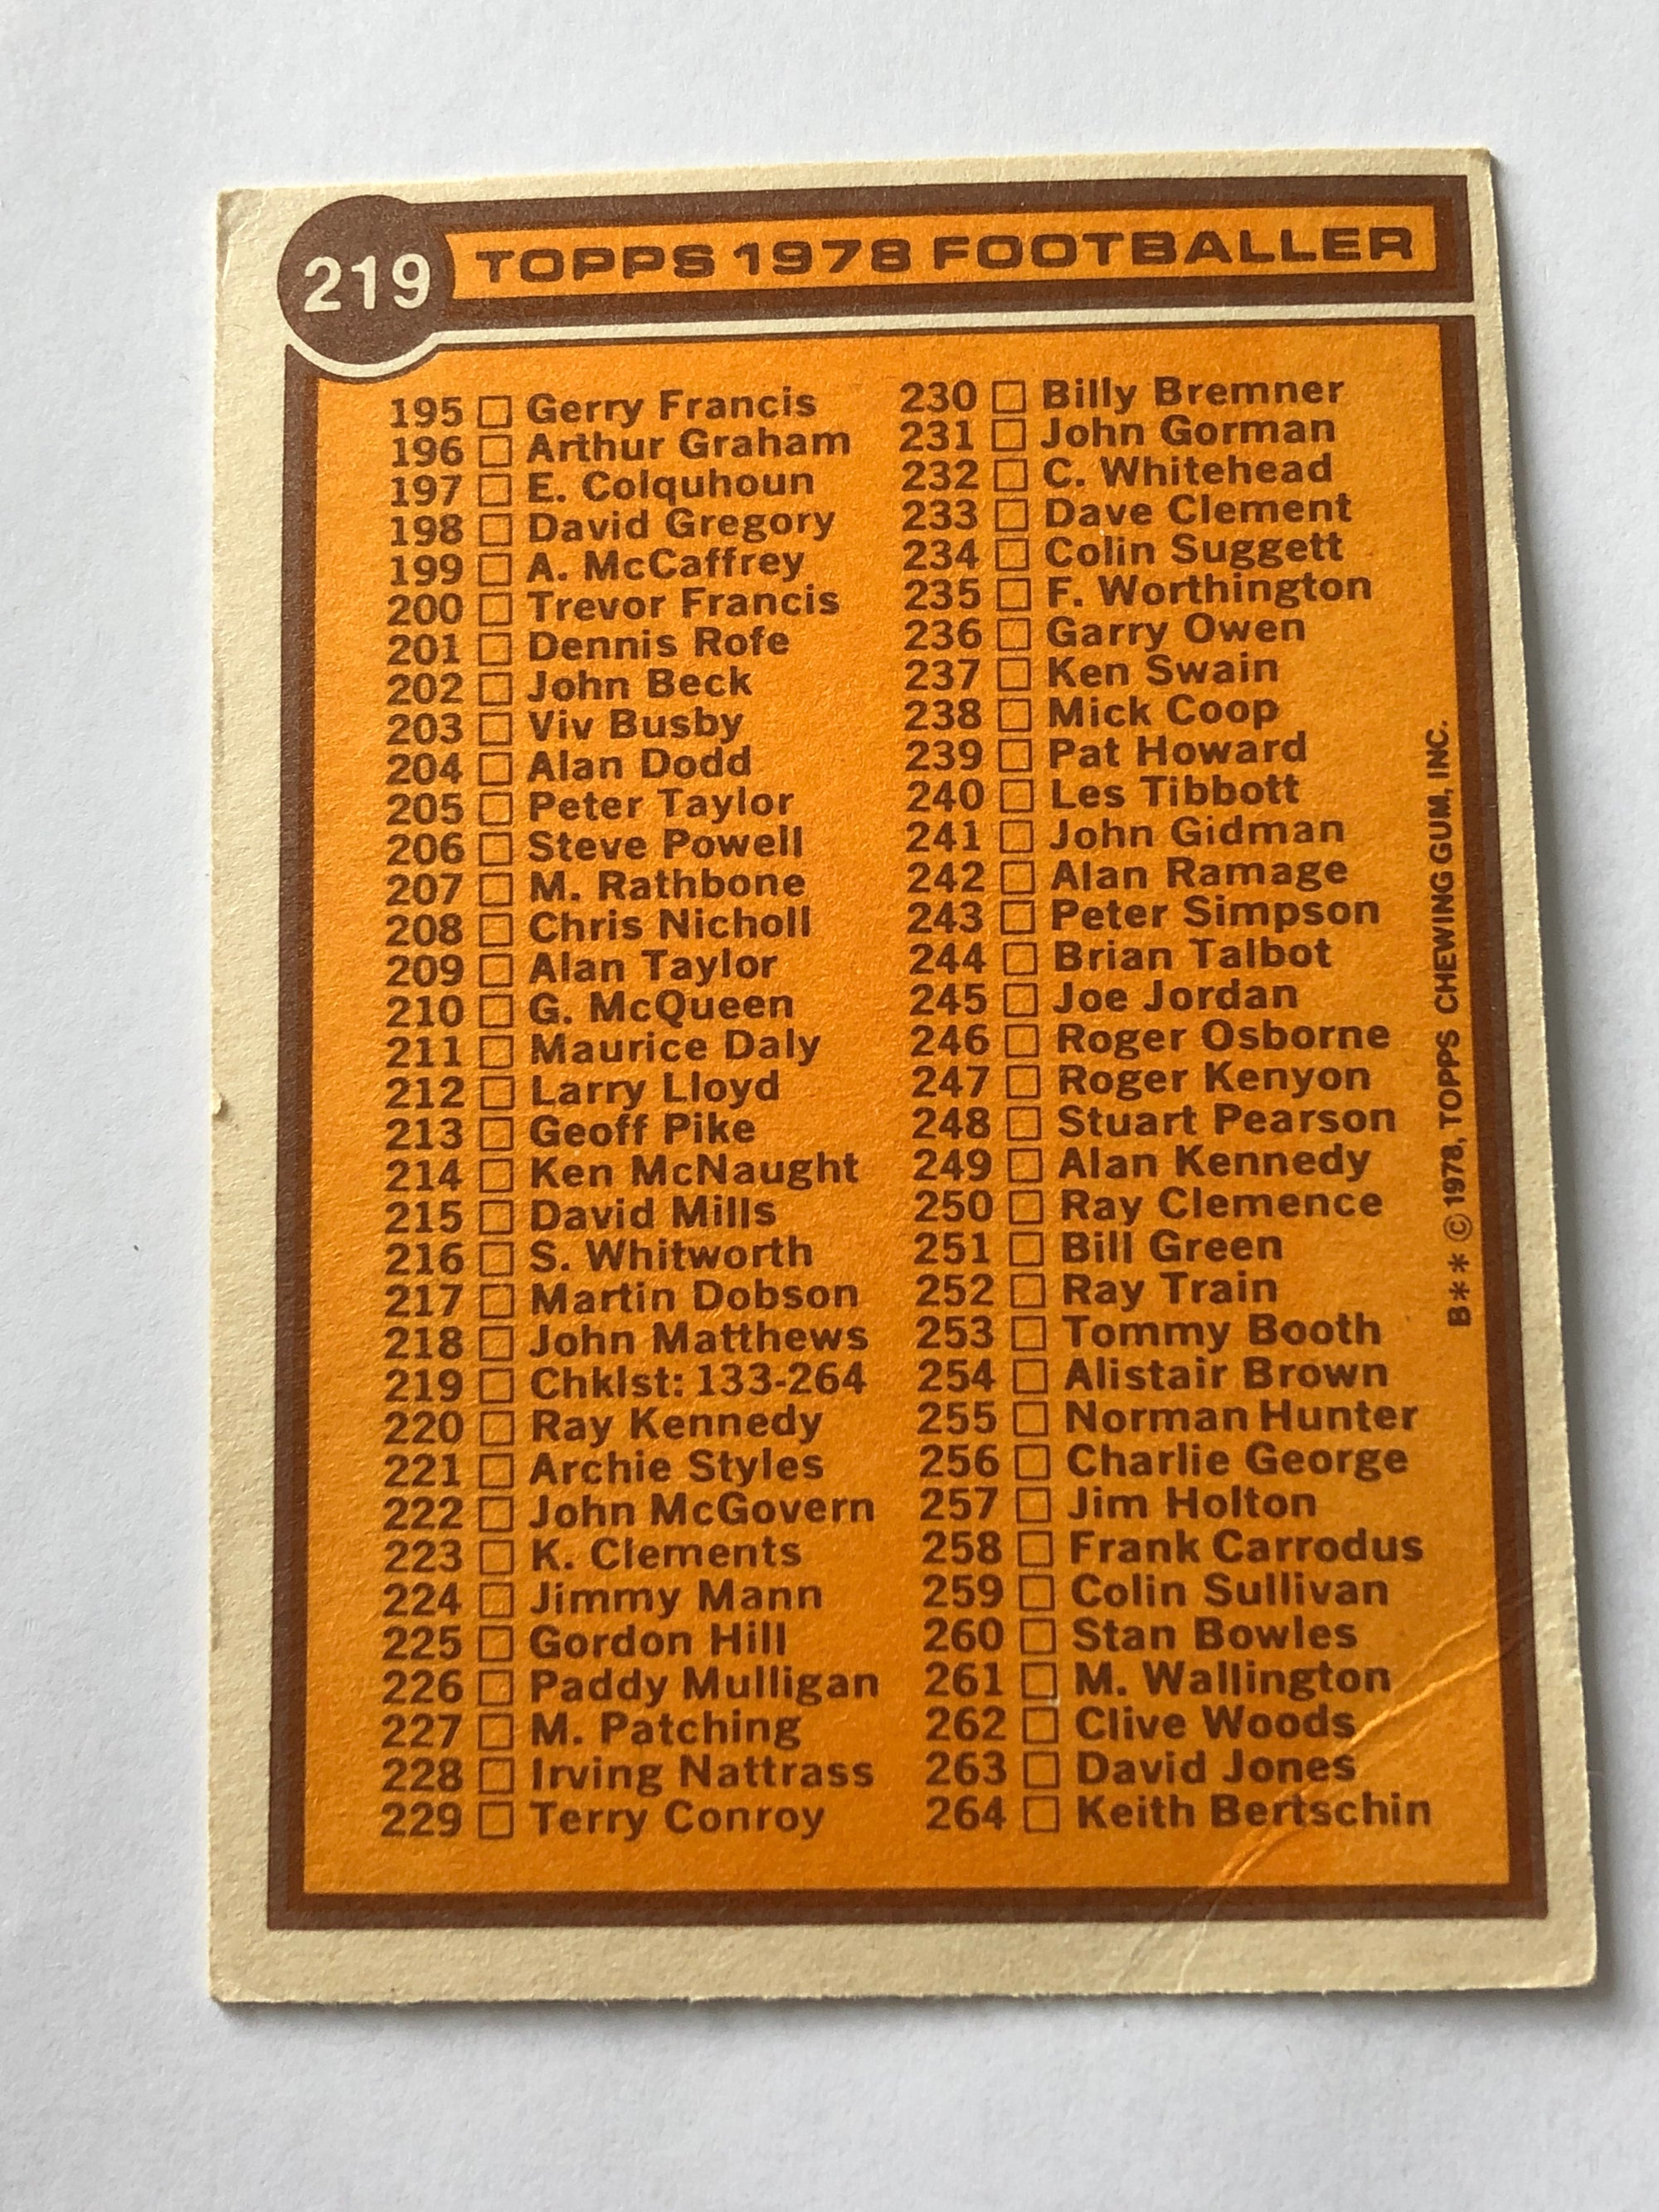 219 TOPPS 1978 FOOTBALLER
195 □ Gerry Francis
196 □ Arthur Graham
197 □ E. Colquhoun
198 □ David Gregory
199 □ A. McCaffrey
200 □ Trevor Francis
201 □ Dennis Rofe
202 □ John Beck
203 □ Viv Busby
204 □ Alan Dodd
205 □ Peter Taylor
206 □ Steve Powell
207 □ M. Rathbone
208 □ Chris Nicholl
209 □ Alan Taylor
210 □ G. McQueen
211 □ Maurice Daly
212 □ Larry Lloyd
213 □ Geoff Pike
214 □ Ken McNaught
215 □ David Mills
216 □ S. Whitworth
217 □ Martin Dobson
218 □ John Matthews
219 □ Chklst: 133-264
220 □ Ray Kennedy
221 □ Archie Styles
222 □ John McGovern
223 □ K. Clements
224 □ Jimmy Mann
225 □ Gordon Hill
226 □ Paddy Mulligan
227 □ M. Patching
228 □ Irving Nattrass
229 □ Terry Conroy
230 □ Billy Bremner
231 □ John Gorman
232 □ C. Whitehead
233 □ Dave Clement
234 □ Colin Suggett
235 □ F. Worthington
236 □ Garry Owen
237 □ Ken Swain
238 □ Mick Coop
239 □ Pat Howard
240 □ Les Tibbott
241 □ John Gidman
242 □ Alan Ramage
243 □ Peter Simpson
244 □ Brian Talbot
245 □ Joe Jordan
246 □ Roger Osborne
247 □ Roger Kenyon
248 □ Stuart Pearson
249 □ Alan Kennedy
250 □ Ray Clemence
251 □ Bill Green
252 □ Ray Train
253 □ Tommy Booth
254 □ Alistair Brown
255 □ Norman Hunter
256 □ Charlie George
257 □ Jim Holton
258 □ Frank Carrodus
259 □ Colin Sullivan
260 □ Stan Bowles
261 □ M. Wallington
262 □ Clive Woods
263 □ David Jones
264 □ Keith Bertschin
B** © 1978, TOPPS CHEWING GUM, INC.